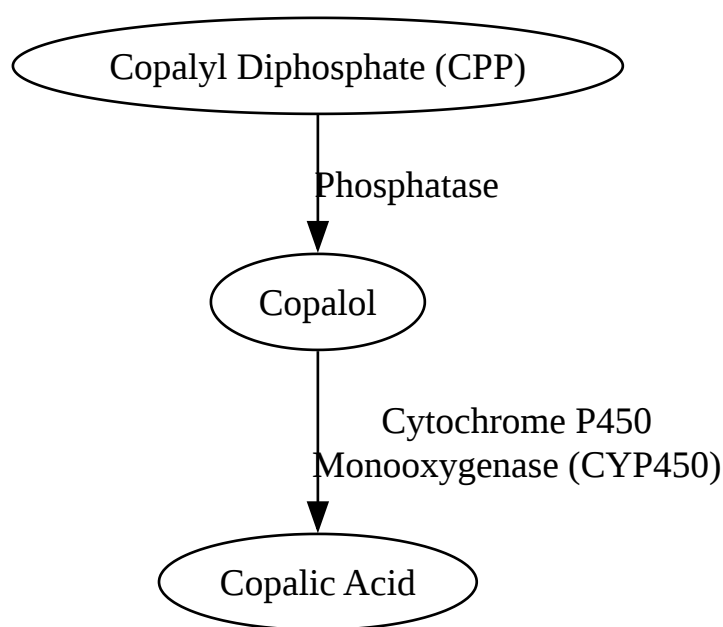 Copalyl Diphosphate (CPP)
Phosphatase
Copalol
Cytochrome P450
Monooxygenase (CYP450)
Copalic Acid